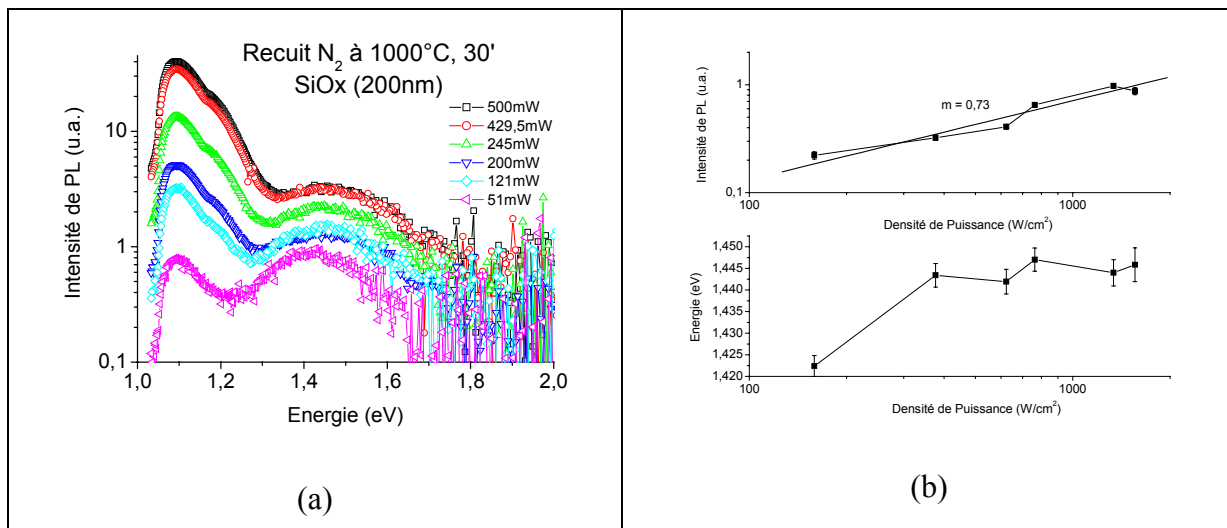 Recuit N2 à 1000°C, 30'
SiOx (200nm)
500mW
429,5mW
245mW
200mW
121mW
51mW
Intensité de PL (u.a.)
10
1
0,1
1,0 1,2 1,4 1,6 1,8 2,0
Energie (eV)
(a)
Intensité de PL (u.a.)
1
0,1
m = 0,73
100 1000
Densité de Puissance (W/cm2)
Energie (eV)
1,450
1,445
1,440
1,435
1,430
1,425
1,420
100 1000
Densité de Puissance (W/cm2)
(b)